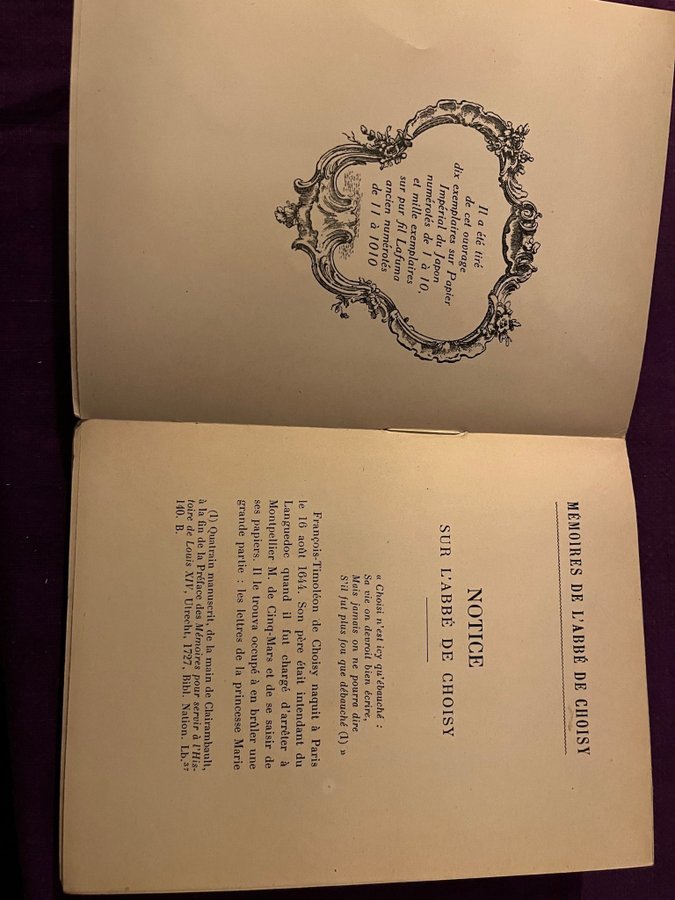 Il a été tiré
de cet ouvrage
dix exemplaires sur Papier
Impérial du Japon
numérotés de 1 à 10,
et mille exemplaires
sur pur fil Lafuma
ancien numérotés
de 11 à 1010
MÉMOIRES DE L'ABBÉ DE CHOISY
NOTICE
SUR L'ABBÉ DE CHOISY
« Choisi n'est icy qu'ébauché :
Sa vie on devroit bien écrire,
Mais jamais on ne pourra dire
S'il fut plus fou que débauché (1) »
François-Timoléon de Choisy naquit à Paris
le 16 août 1644. Son père était intendant du
Languedoc quand il fut chargé d'arrêter à
Montpellier M. de Cinq-Mars et de se saisir de
ses papiers. Il le trouva occupé à en brûler une
grande partie : les lettres de la princesse Marie
(1) Quatrain manuscrit, de la main de Clairambault,
à la fin de la Préface des Mémoires pour servir à l'His-
toire de Louis XIV, Utrecht, 1727, Bibl. Nation. Lb.³⁷
140. B.